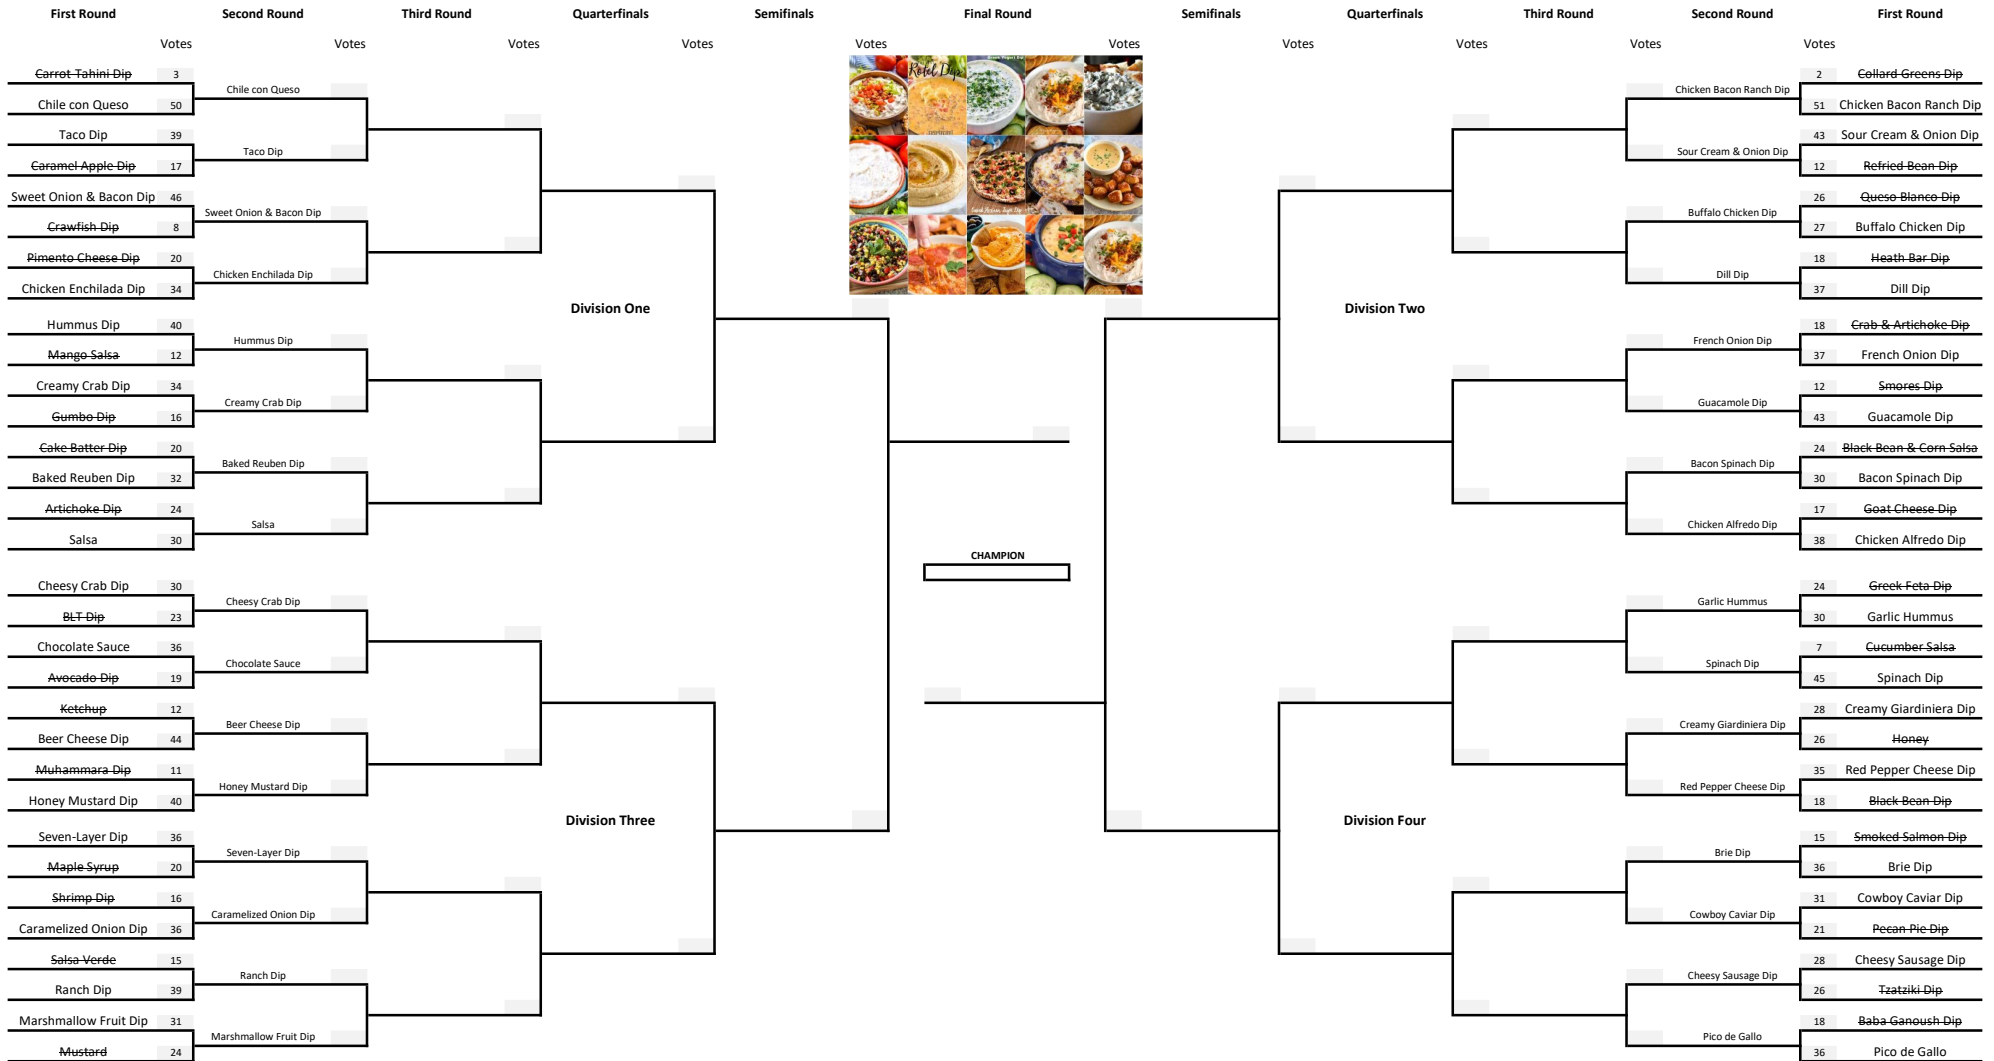 First Round Second Round Third Round Quarterfinals Semifinals Final Round Semifinals Quarterfinals Third Round Second Round First Round
Votes Votes Votes Votes Votes Votes Votes Votes Votes Votes
Rotel Dip
Carrot Tahini Dip 3
Chile con Queso
Chile con Queso 50
Taco Dip 39
Taco Dip
Caramel Apple Dip 17
Sweet Onion & Bacon Dip 46
Sweet Onion & Bacon Dip
Crawfish Dip 8
Pimento Cheese Dip 20
Chicken Enchilada Dip
Chicken Enchilada Dip 34
Division One
Hummus Dip 40
Hummus Dip
Mango Salsa 12
Creamy Crab Dip 34
Creamy Crab Dip
Gumbo Dip 16
Cake Batter Dip 20
Baked Reuben Dip
Baked Reuben Dip 32
Artichoke Dip 24
Salsa
Salsa 30
Cheesy Crab Dip 30
Cheesy Crab Dip
BLT Dip 23
Chocolate Sauce 36
Chocolate Sauce
Avocado Dip 19
Ketchup 12
Beer Cheese Dip
Beer Cheese Dip 44
Muhammara Dip 11
Honey Mustard Dip
Honey Mustard Dip 40
Division Three
Seven-Layer Dip 36
Seven-Layer Dip
Maple Syrup 20
Shrimp Dip 16
Caramelized Onion Dip
Caramelized Onion Dip 36
Salsa Verde 15
Ranch Dip
Ranch Dip 39
Marshmallow Fruit Dip 31
Marshmallow Fruit Dip
Mustard 24
CHAMPION
2 Collard Greens Dip
Chicken Bacon Ranch Dip
51 Chicken Bacon Ranch Dip
43 Sour Cream & Onion Dip
Sour Cream & Onion Dip
12 Refried Bean Dip
26 Queso Blanco Dip
Buffalo Chicken Dip
27 Buffalo Chicken Dip
18 Heath Bar Dip
Dill Dip
37 Dill Dip
Division Two
18 Crab & Artichoke Dip
French Onion Dip
37 French Onion Dip
12 Smores Dip
Guacamole Dip
43 Guacamole Dip
24 Black Bean & Corn Salsa
Bacon Spinach Dip
30 Bacon Spinach Dip
17 Goat Cheese Dip
Chicken Alfredo Dip
38 Chicken Alfredo Dip
24 Greek Feta Dip
Garlic Hummus
30 Garlic Hummus
7 Cucumber Salsa
Spinach Dip
45 Spinach Dip
28 Creamy Giardiniera Dip
Creamy Giardiniera Dip
26 Honey
35 Red Pepper Cheese Dip
Red Pepper Cheese Dip
18 Black Bean Dip
Division Four
15 Smoked Salmon Dip
Brie Dip
36 Brie Dip
31 Cowboy Caviar Dip
Cowboy Caviar Dip
21 Pecan Pie Dip
28 Cheesy Sausage Dip
Cheesy Sausage Dip
26 Tzatziki Dip
18 Baba Ganoush Dip
Pico de Gallo
36 Pico de Gallo